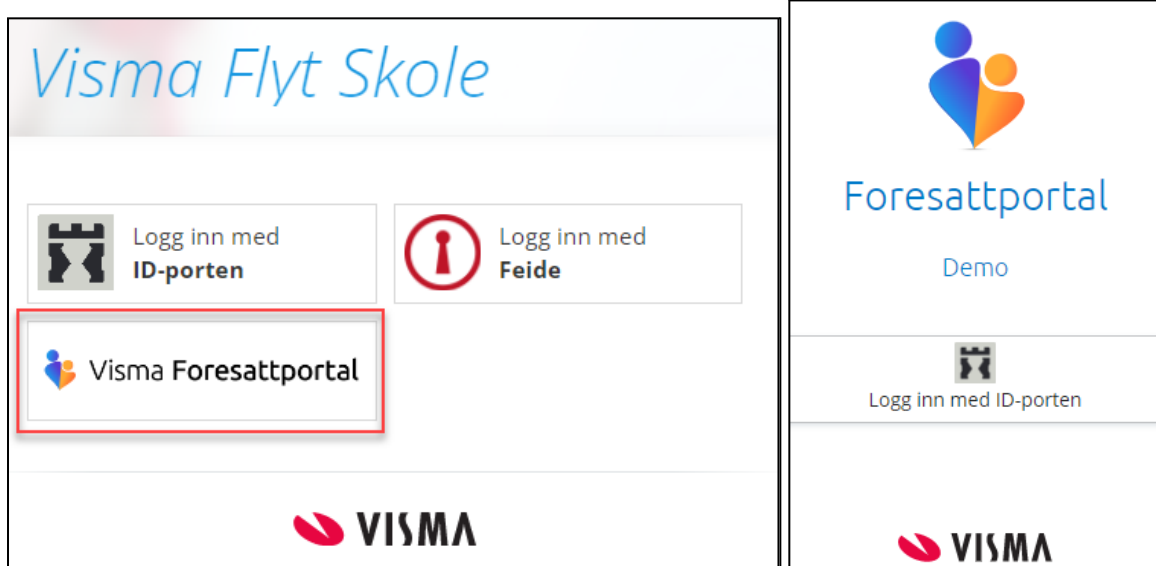 Visma Flyt Skole
Logg inn med
ID-porten
Logg inn med
Feide
Visma Foresattportal
VISMA
Foresattportal
Demo
Logg inn med ID-porten
VISMA